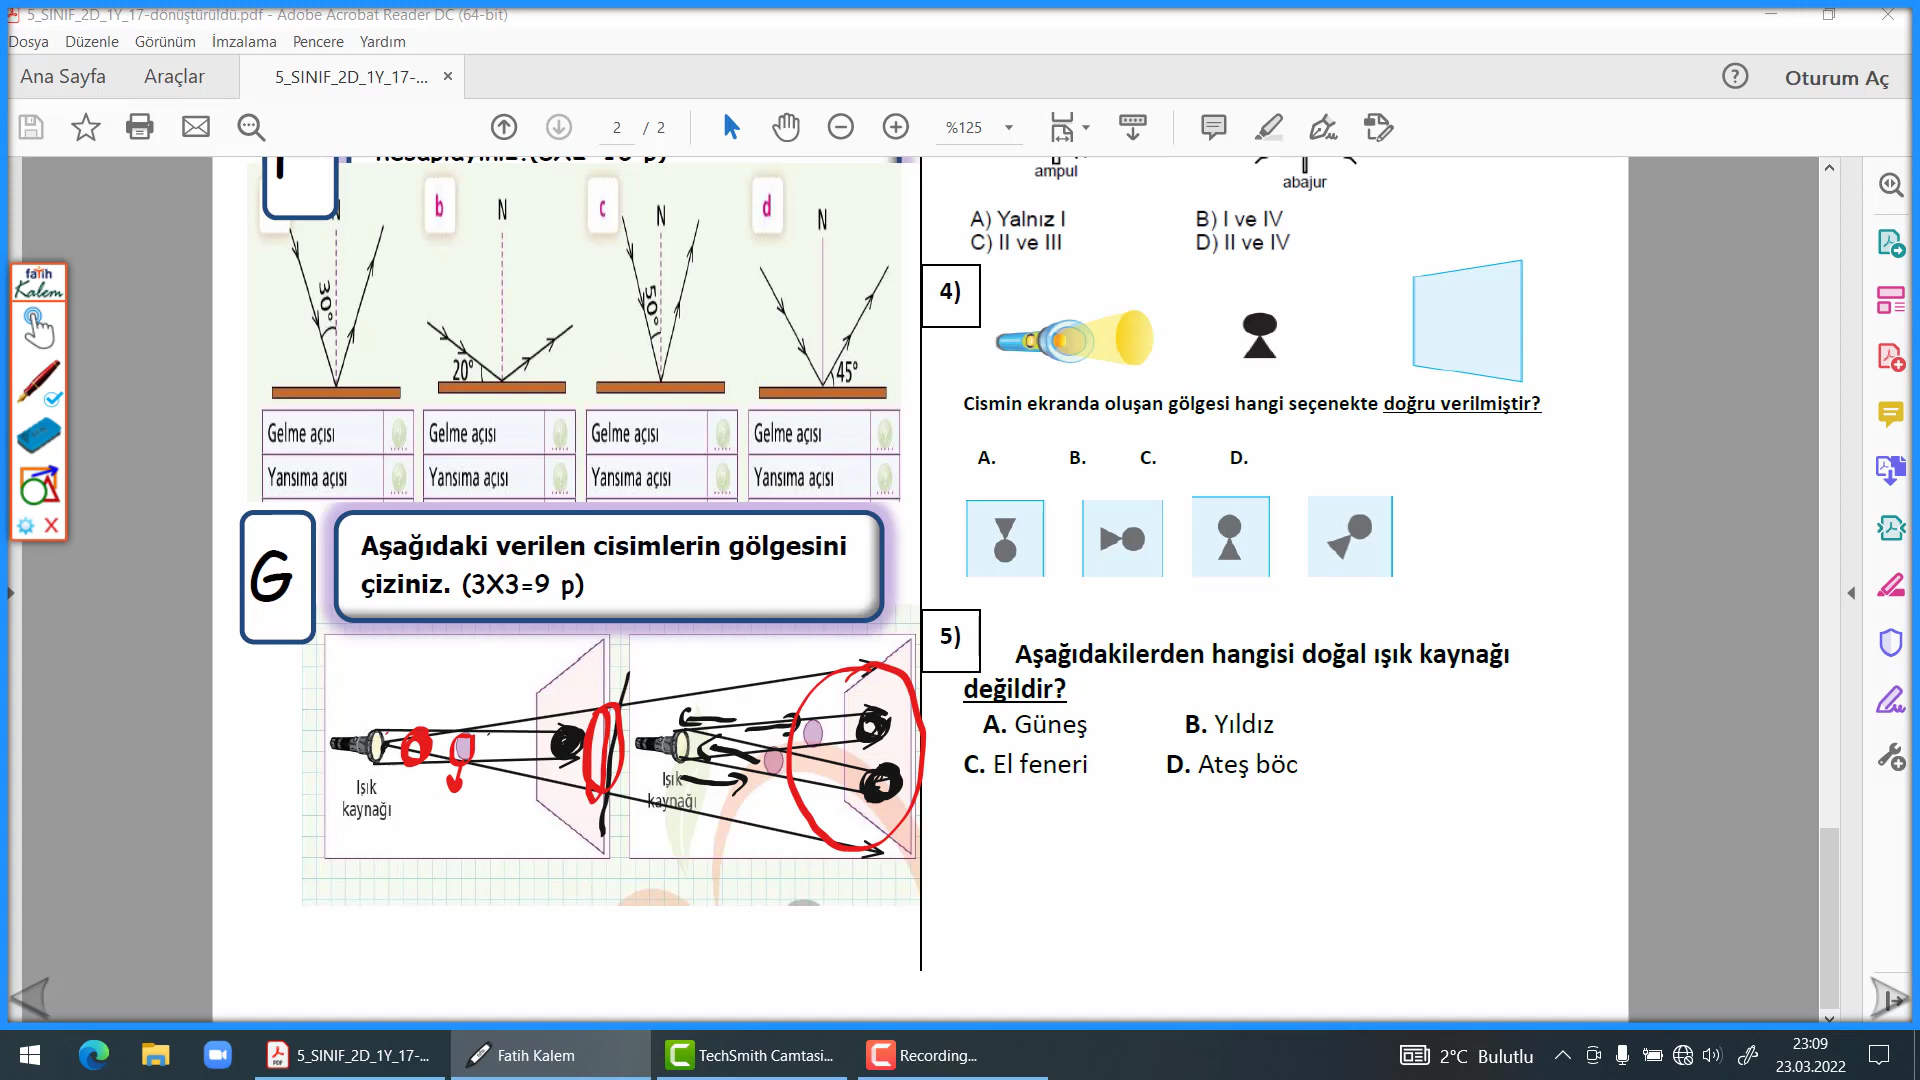 5_SINIF_2D_1Y_17-dönüştürüldü.pdf - Adobe Acrobat Reader DC (64-bit)
Dosya Düzenle Görünüm İmzalama Pencere Yardım
Ana Sayfa Araçlar 5_SINIF_2D_1Y_17-... × Oturum Aç
2 / 2 %125
fatih
Kalem
Hesaplayınız.
b c d
N N N N
30° 20° 50° 45°
Gelme açısı Gelme açısı Gelme açısı Gelme açısı
Yansıma açısı Yansıma açısı Yansıma açısı Yansıma açısı
G
Aşağıdaki verilen cisimlerin gölgesini
çiziniz. (3X3=9 p)
Işık
kaynağı
Işık
kaynağı
ampul
abajur
A) Yalnız I B) I ve IV
C) II ve III D) II ve IV
4)
Cismin ekranda oluşan gölgesi hangi seçenekte doğru verilmiştir?
A. B. C. D.
5)
Aşağıdakilerden hangisi doğal ışık kaynağı
değildir?
A. Güneş B. Yıldız
C. El feneri D. Ateş böc
5_SINIF_2D_1Y_17-... Fatih Kalem TechSmith Camtasi... Recording... 2°C Bulutlu 23:09
23.03.2022